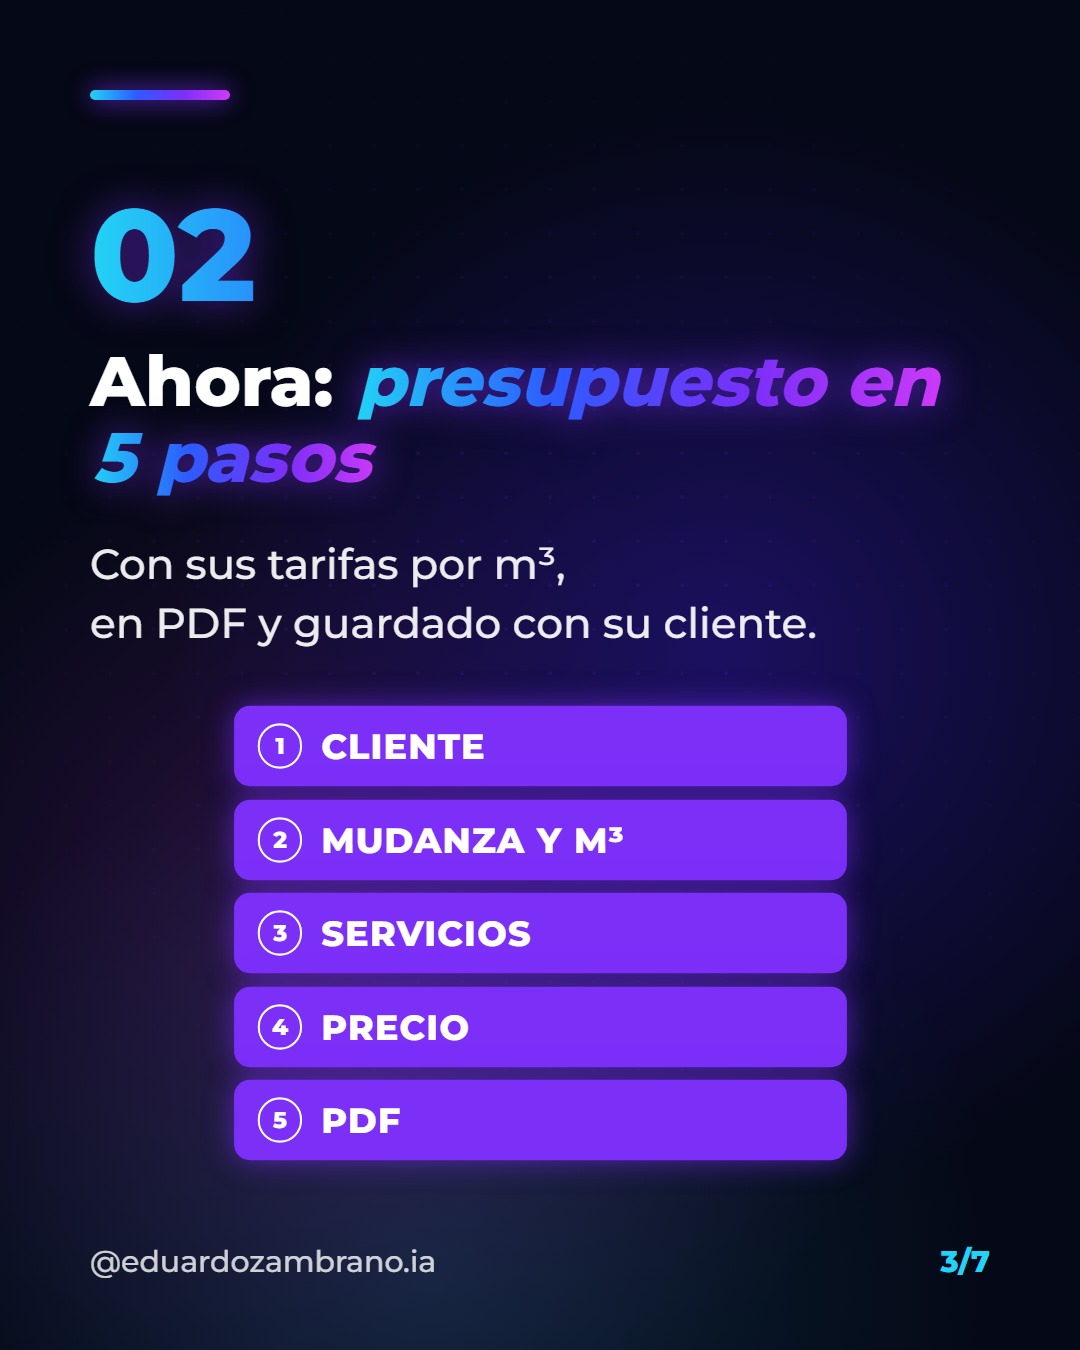 02
Ahora: presupuesto en
5 pasos
Con sus tarifas por m³,
en PDF y guardado con su cliente.
1 CLIENTE
2 MUDANZA Y M³
3 SERVICIOS
4 PRECIO
5 PDF
@eduardozambrano.ia
3/7